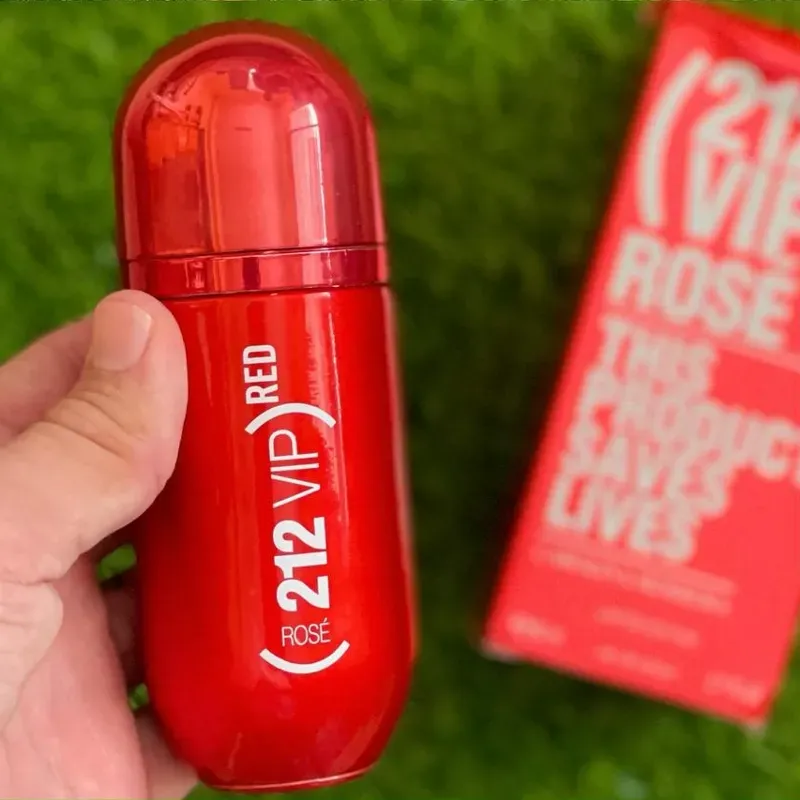 ROSÉ (212 VIP) RED
(212
VIP
ROSÉ
THIS
PRODUCT
SAVES
LIVES